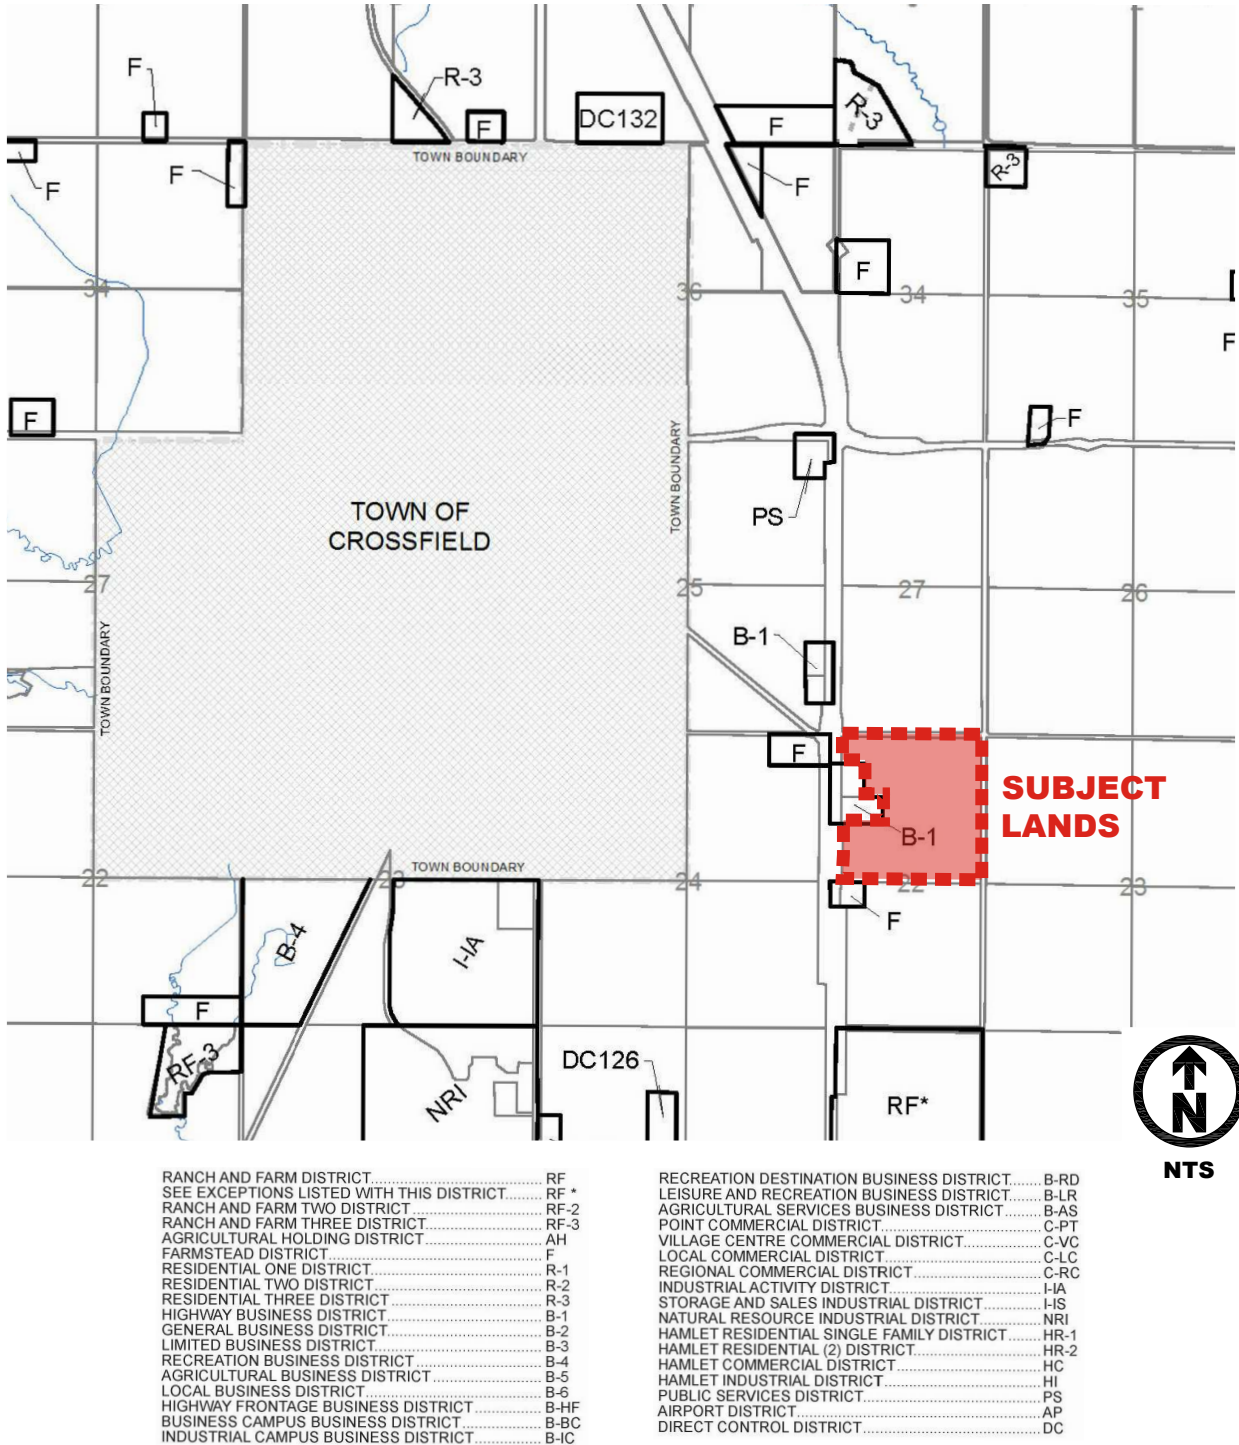 F
R-3
F
DC132
F
R-3
TOWN BOUNDARY
F
F
F
R-3
F
34
36
34
35
F
F
F
TOWN BOUNDARY
PS
TOWN OF
CROSSFIELD
27
25
27
26
TOWN BOUNDARY
B-1
F
SUBJECT
LANDS
B-1
TOWN BOUNDARY
22
23
24
22
23
F
B-4
I-IA
F
RF-3
NRI
DC126
RF*
N
NTS
RANCH AND FARM DISTRICT............ RF
SEE EXCEPTIONS LISTED WITH THIS DISTRICT...... RF *
RANCH AND FARM TWO DISTRICT............ RF-2
RANCH AND FARM THREE DISTRICT............ RF-3
AGRICULTURAL HOLDING DISTRICT............ AH
FARMSTEAD DISTRICT............ F
RESIDENTIAL ONE DISTRICT............ R-1
RESIDENTIAL TWO DISTRICT............ R-2
RESIDENTIAL THREE DISTRICT............ R-3
HIGHWAY BUSINESS DISTRICT............ B-1
GENERAL BUSINESS DISTRICT............ B-2
LIMITED BUSINESS DISTRICT............ B-3
RECREATION BUSINESS DISTRICT............ B-4
AGRICULTURAL BUSINESS DISTRICT............ B-5
LOCAL BUSINESS DISTRICT............ B-6
HIGHWAY FRONTAGE BUSINESS DISTRICT............ B-HF
BUSINESS CAMPUS BUSINESS DISTRICT............ B-BC
INDUSTRIAL CAMPUS BUSINESS DISTRICT............ B-IC
RECREATION DESTINATION BUSINESS DISTRICT...... B-RD
LEISURE AND RECREATION BUSINESS DISTRICT...... B-LR
AGRICULTURAL SERVICES BUSINESS DISTRICT...... B-AS
POINT COMMERCIAL DISTRICT............ C-PT
VILLAGE CENTRE COMMERCIAL DISTRICT............ C-VC
LOCAL COMMERCIAL DISTRICT............ C-LC
REGIONAL COMMERCIAL DISTRICT............ C-RC
INDUSTRIAL ACTIVITY DISTRICT............ I-IA
STORAGE AND SALES INDUSTRIAL DISTRICT............ I-IS
NATURAL RESOURCE INDUSTRIAL DISTRICT............ NRI
HAMLET RESIDENTIAL SINGLE FAMILY DISTRICT...... HR-1
HAMLET RESIDENTIAL (2) DISTRICT............ HR-2
HAMLET COMMERCIAL DISTRICT............ HC
HAMLET INDUSTRIAL DISTRICT............ HI
PUBLIC SERVICES DISTRICT............ PS
AIRPORT DISTRICT............ AP
DIRECT CONTROL DISTRICT............ DC